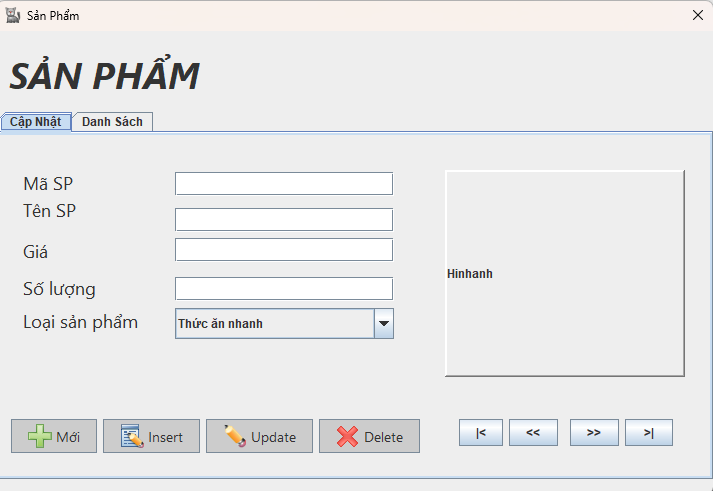 Sản Phẩm
SẢN PHẨM
Cập Nhật Danh Sách
Mã SP
Tên SP
Giá
Số lượng
Loại sản phẩm Thức ăn nhanh
Hinhanh
Mới Insert Update Delete |< << >> >|